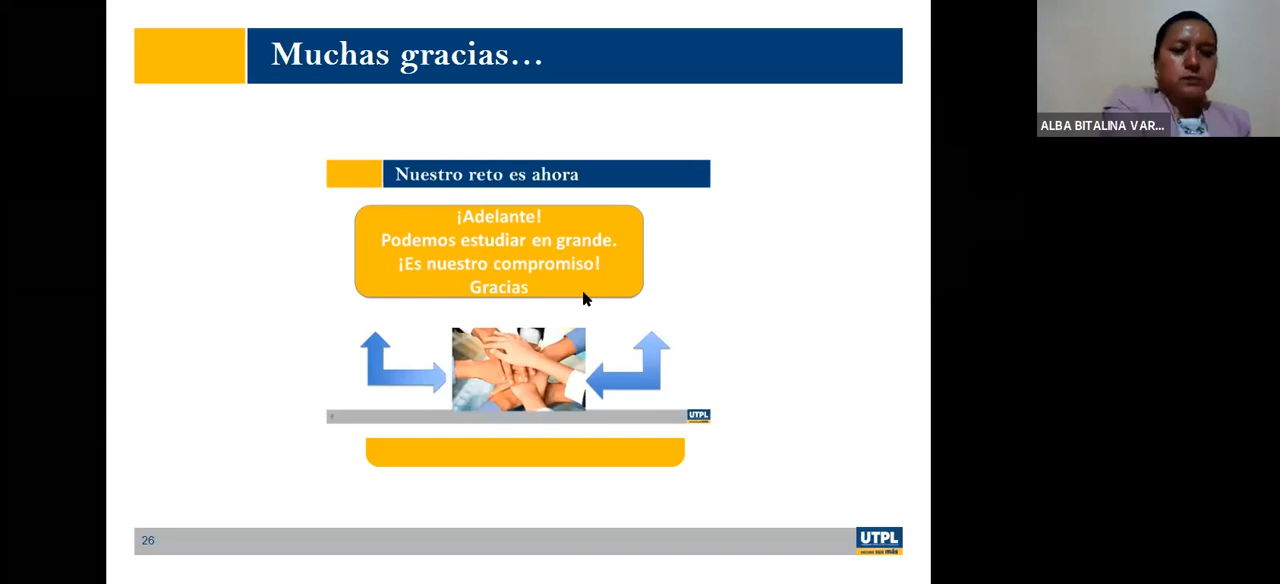 Muchas gracias...
ALBA BITALINA VAR...
Nuestro reto es ahora
¡Adelante!
Podemos estudiar en grande.
¡Es nuestro compromiso!
Gracias
UTPL
26
UTPL